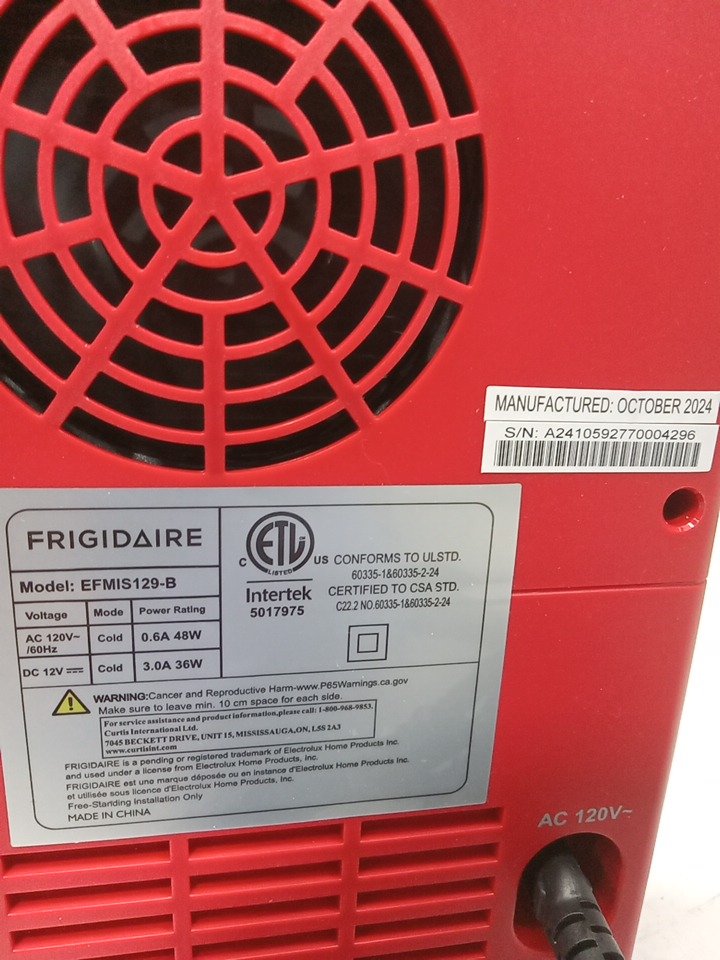 MANUFACTURED: OCTOBER 2024
S/N: A2410592770004296
FRIGIDAIRE
Model: EFMIS129-B
Voltage Mode Power Rating
AC 120V~ /60Hz Cold 0.6A 48W
DC 12V⎓ Cold 3.0A 36W
C ETL US
LISTED
Intertek
5017975
CONFORMS TO ULSTD.
60335-1&60335-2-24
CERTIFIED TO CSA STD.
C22.2 NO.60335-1&60335-2-24
WARNING:Cancer and Reproductive Harm-www.P65Warnings.ca.gov
Make sure to leave min. 10 cm space for each side.
For service assistance and product information,please call: 1-800-968-9853.
Curtis International Ltd.
7045 BECKETT DRIVE, UNIT 15, MISSISSAUGA,ON, L5S 2A3
www.curtisint.com
FRIGIDAIRE is a pending or registered trademark of Electrolux Home Products Inc.
and used under a license from Electrolux Home Products, Inc.
FRIGIDAIRE est une marque déposée ou en instance d'Electrolux Home Products Inc.
et utilisée sous licence d'Electrolux Home Products, Inc.
Free-Standing Installation Only
MADE IN CHINA
AC 120V~